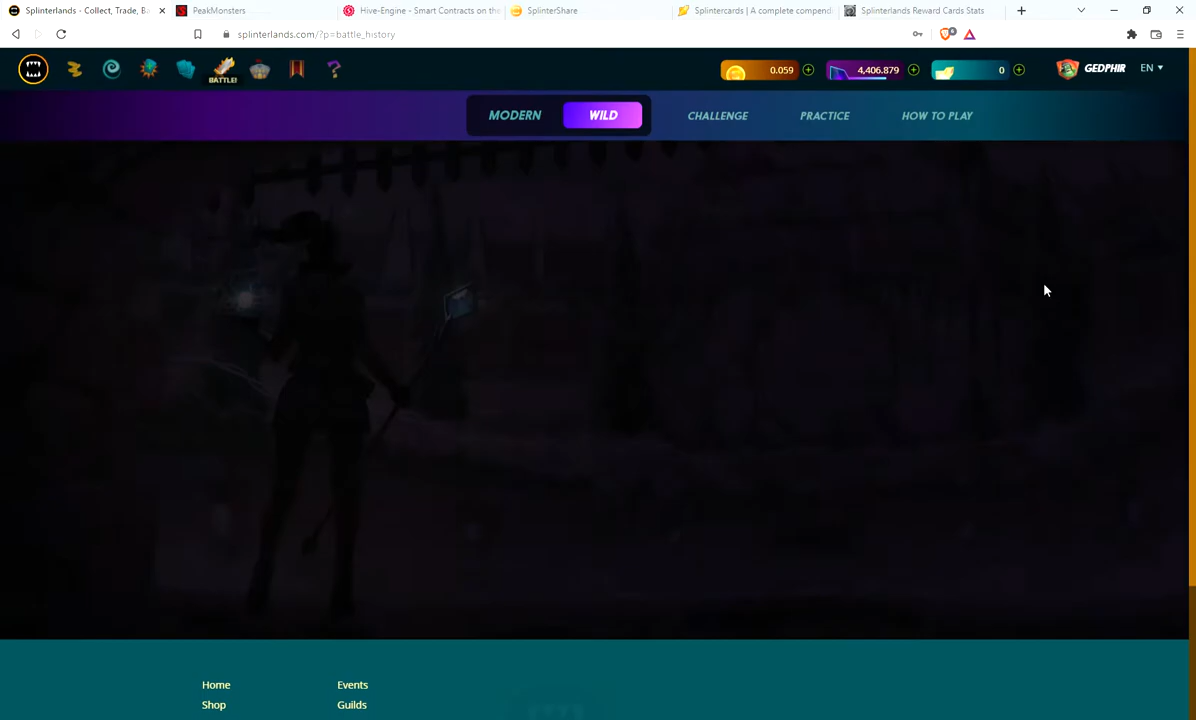 Splinterlands - Collect, Trade, Ba
PeakMonsters
Hive-Engine - Smart Contracts on the
SplinterShare
Splintercards | A complete compendi
Splinterlands Reward Cards Stats
splinterlands.com/?p=battle_history
BATTLE!
0.059
4,406.879
0
GEDPHIR
EN
MODERN
WILD
CHALLENGE
PRACTICE
HOW TO PLAY
Home
Events
Shop
Guilds